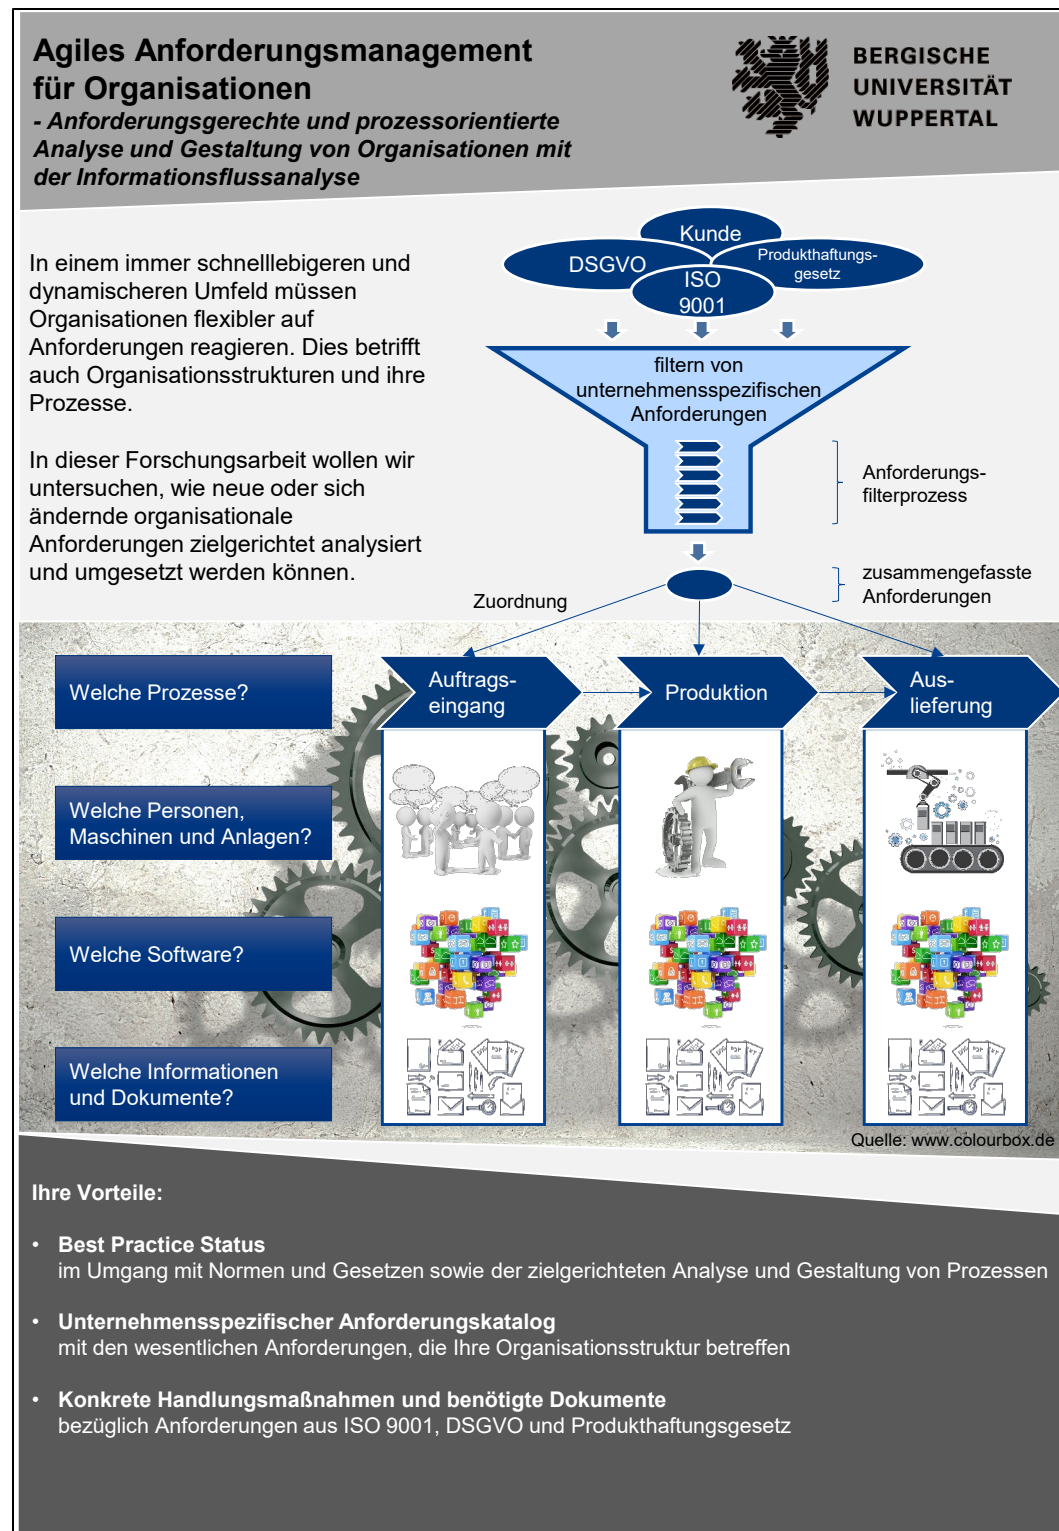 Agiles Anforderungsmanagement
für Organisationen
- Anforderungsgerechte und prozessorientierte
Analyse und Gestaltung von Organisationen mit
der Informationsflussanalyse
BERGISCHE
UNIVERSITÄT
WUPPERTAL
In einem immer schnelllebigeren und
dynamischeren Umfeld müssen
Organisationen flexibler auf
Anforderungen reagieren. Dies betrifft
auch Organisationsstrukturen und ihre
Prozesse.
In dieser Forschungsarbeit wollen wir
untersuchen, wie neue oder sich
ändernde organisationale
Anforderungen zielgerichtet analysiert
und umgesetzt werden können.
Kunde
DSGVO
Produkthaftungs-
gesetz
ISO
9001
filtern von
unternehmensspezifischen
Anforderungen
Anforderungs-
filterprozess
zusammengefasste
Anforderungen
Zuordnung
Welche Prozesse?
Auftrags-
eingang
Produktion
Aus-
lieferung
Welche Personen,
Maschinen und Anlagen?
Welche Software?
Welche Informationen
und Dokumente?
Quelle: www.colourbox.de
Ihre Vorteile:
• Best Practice Status
im Umgang mit Normen und Gesetzen sowie der zielgerichteten Analyse und Gestaltung von Prozessen
• Unternehmensspezifischer Anforderungskatalog
mit den wesentlichen Anforderungen, die Ihre Organisationsstruktur betreffen
• Konkrete Handlungsmaßnahmen und benötigte Dokumente
bezüglich Anforderungen aus ISO 9001, DSGVO und Produkthaftungsgesetz